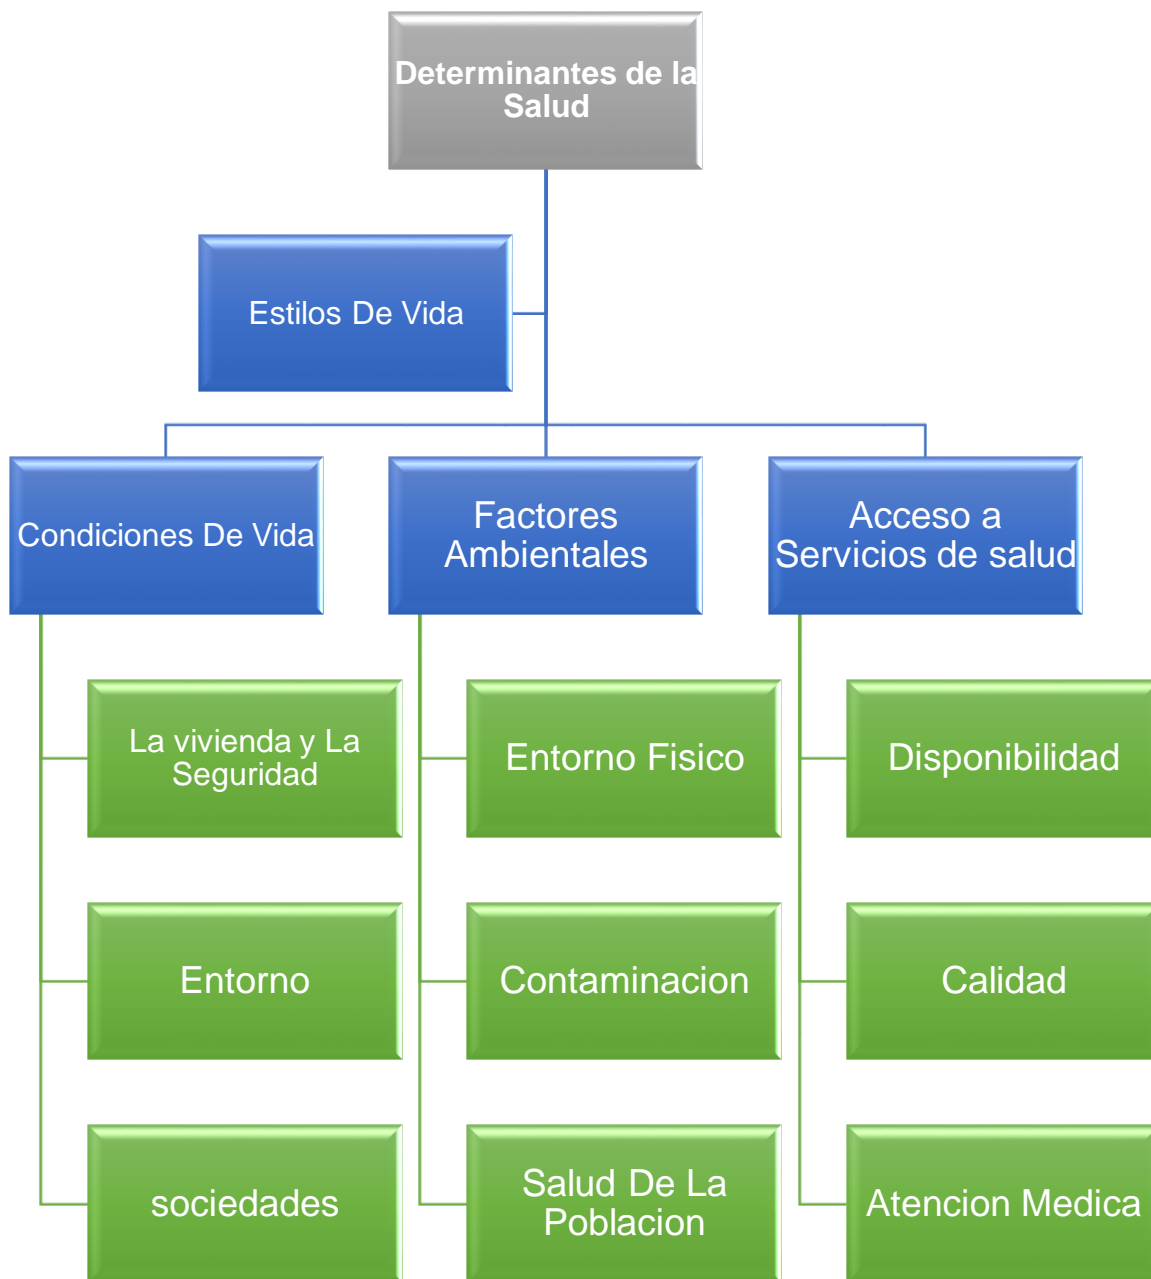 Determinantes de la
Salud
Estilos De Vida
Condiciones De Vida
Factores
Ambientales
Acceso a
Servicios de salud
La vivienda y La
Seguridad
Entorno Fisico
Disponibilidad
Entorno
Contaminacion
Calidad
sociedades
Salud De La
Poblacion
Atencion Medica